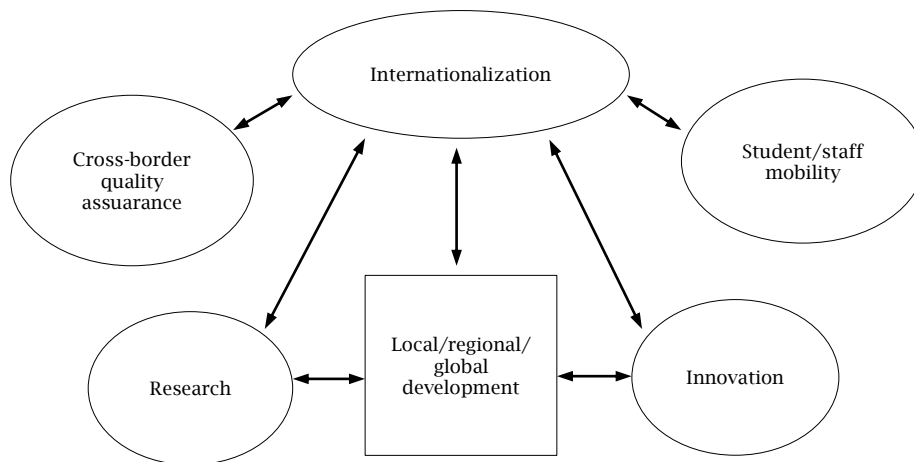 Internationalization
Cross-border
quality
assuarance
Student/staff
mobility
Research
Local/regional/
global
development
Innovation